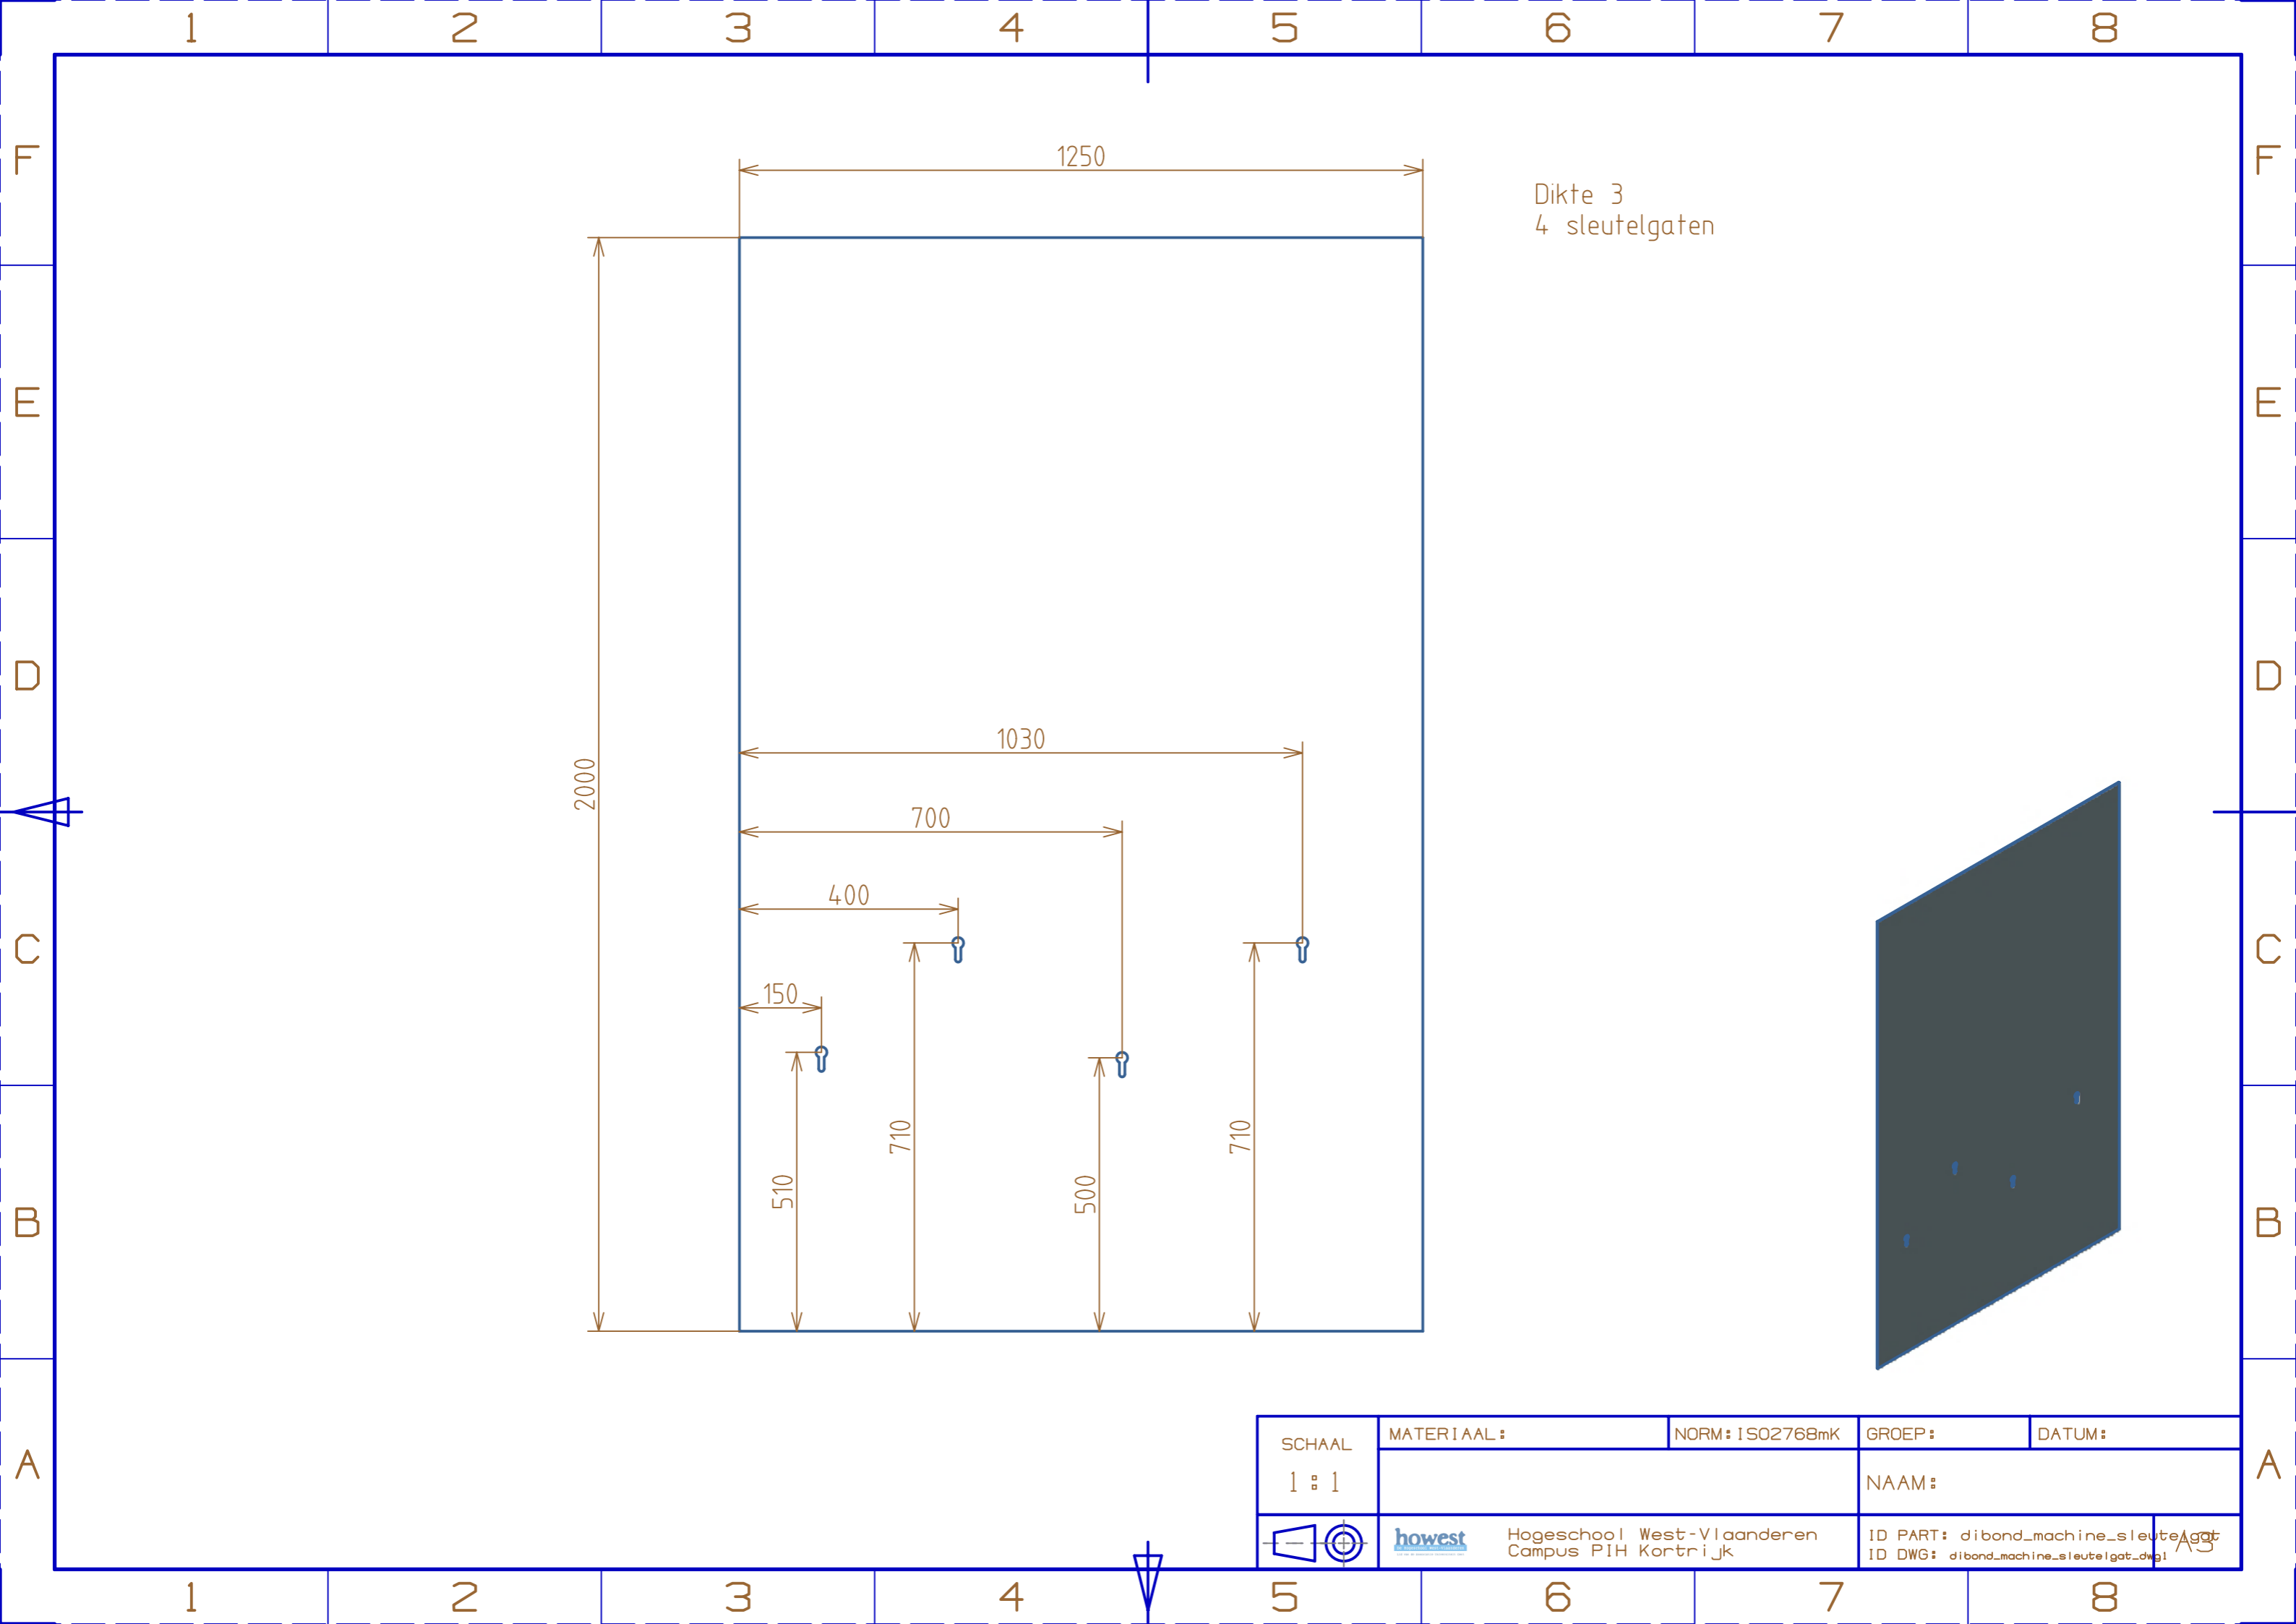 1 2 3 4 5 6 7 8
F F
1250
Dikte 3
4 sleutelgaten
E E
D D
1030
2000
700
400
C C
150
710
710
510
500
B B
SCHAAL
1 : 1
MATERIAAL:
NORM: ISO2768mK
GROEP:
DATUM:
A A
NAAM:
howest
Hogeschool West-Vlaanderen
Campus PIH Kortrijk
ID PART: dibond_machine_sleutelgat
ID DWG: dibond_machine_sleutelgat_dwg1
A3
1 2 3 4 5 6 7 8